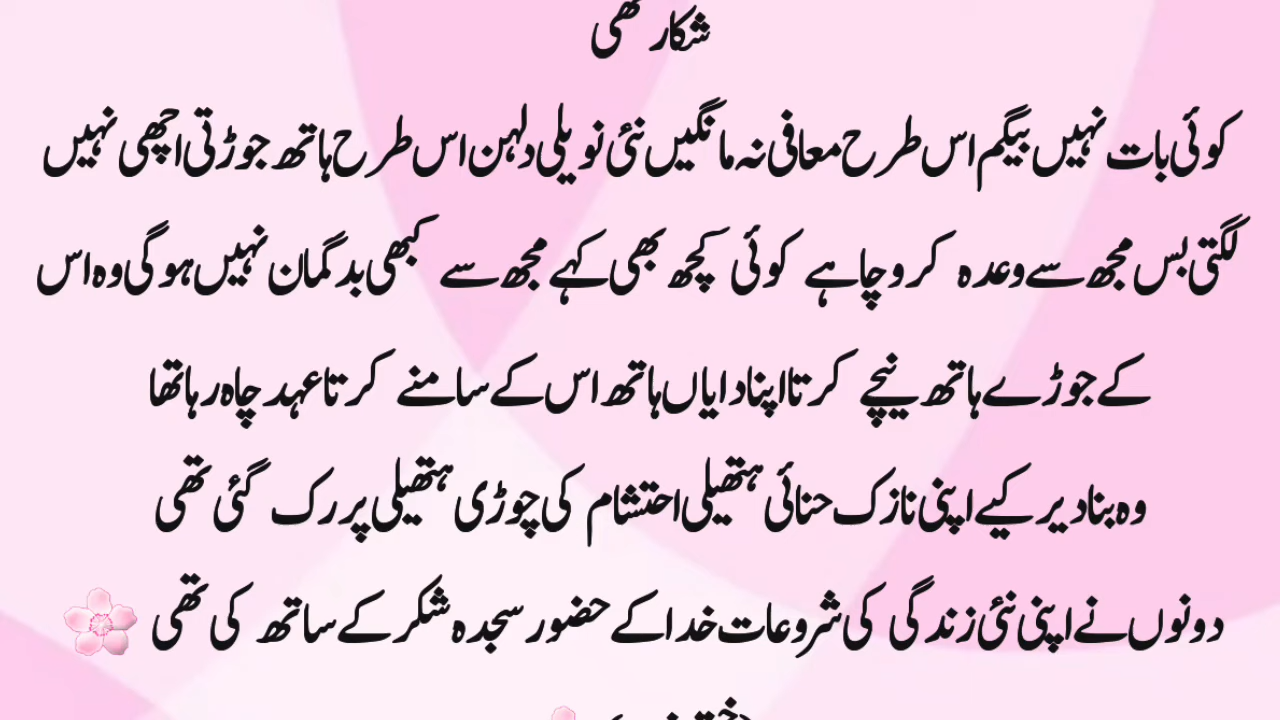 شکار تھی
کوئی بات نہیں بیگم اس طرح معافی نہ مانگیں نئی نویلی دلہن اس طرح ہاتھ جوڑتی اچھی نہیں
لگتی بس مجھ سے وعدہ کرو چاہے کوئی کچھ بھی کہے مجھ سے کبھی بدگمان نہیں ہوگی وہ اس
کے جوڑے ہاتھ نیچے کرتا اپنا دایاں ہاتھ اس کے سامنے کرتا عہد چاہ رہا تھا
وہ بنا دیر کیے اپنی نازک حنائی ہتھیلی احتشام کی چوڑی ہتھیلی پر رک گئی تھی
دونوں نے اپنی نئی زندگی کی شروعات خدا کے حضور سجدہ شکر کے ساتھ کی تھی